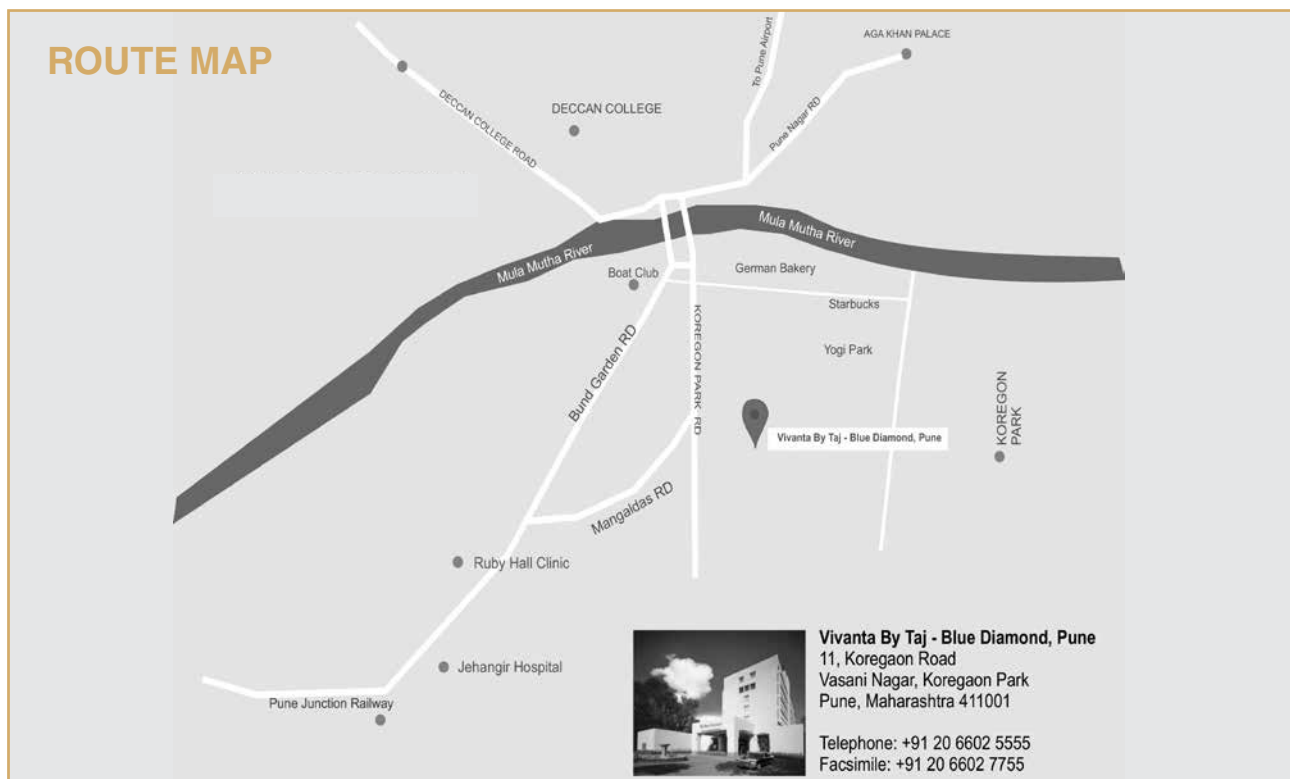 ROUTE MAP
AGA KHAN PALACE
To Pune Airport
DECCAN COLLEGE
DECCAN COLLEGE ROAD
Pune Nagar RD
Mula Mutha River
Mula Mutha River
Boat Club
German Bakery
Starbucks
KOREGON PARK RD
Bund Garden RD
Yogi Park
KOREGON
PARK
Vivanta By Taj - Blue Diamond, Pune
Mangaldas RD
Ruby Hall Clinic
Jehangir Hospital
Pune Junction Railway
Vivanta By Taj - Blue Diamond, Pune
11, Koregaon Road
Vasani Nagar, Koregaon Park
Pune, Maharashtra 411001
Telephone: +91 20 6602 5555
Facsimile: +91 20 6602 7755